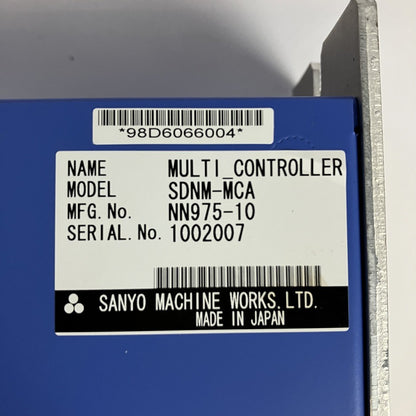 *98D6066004*
NAME MULTI_CONTROLLER
MODEL SDNM-MCA
MFG.No. NN975-10
SERIAL.No. 1002007
SANYO MACHINE WORKS,LTD.
MADE IN JAPAN